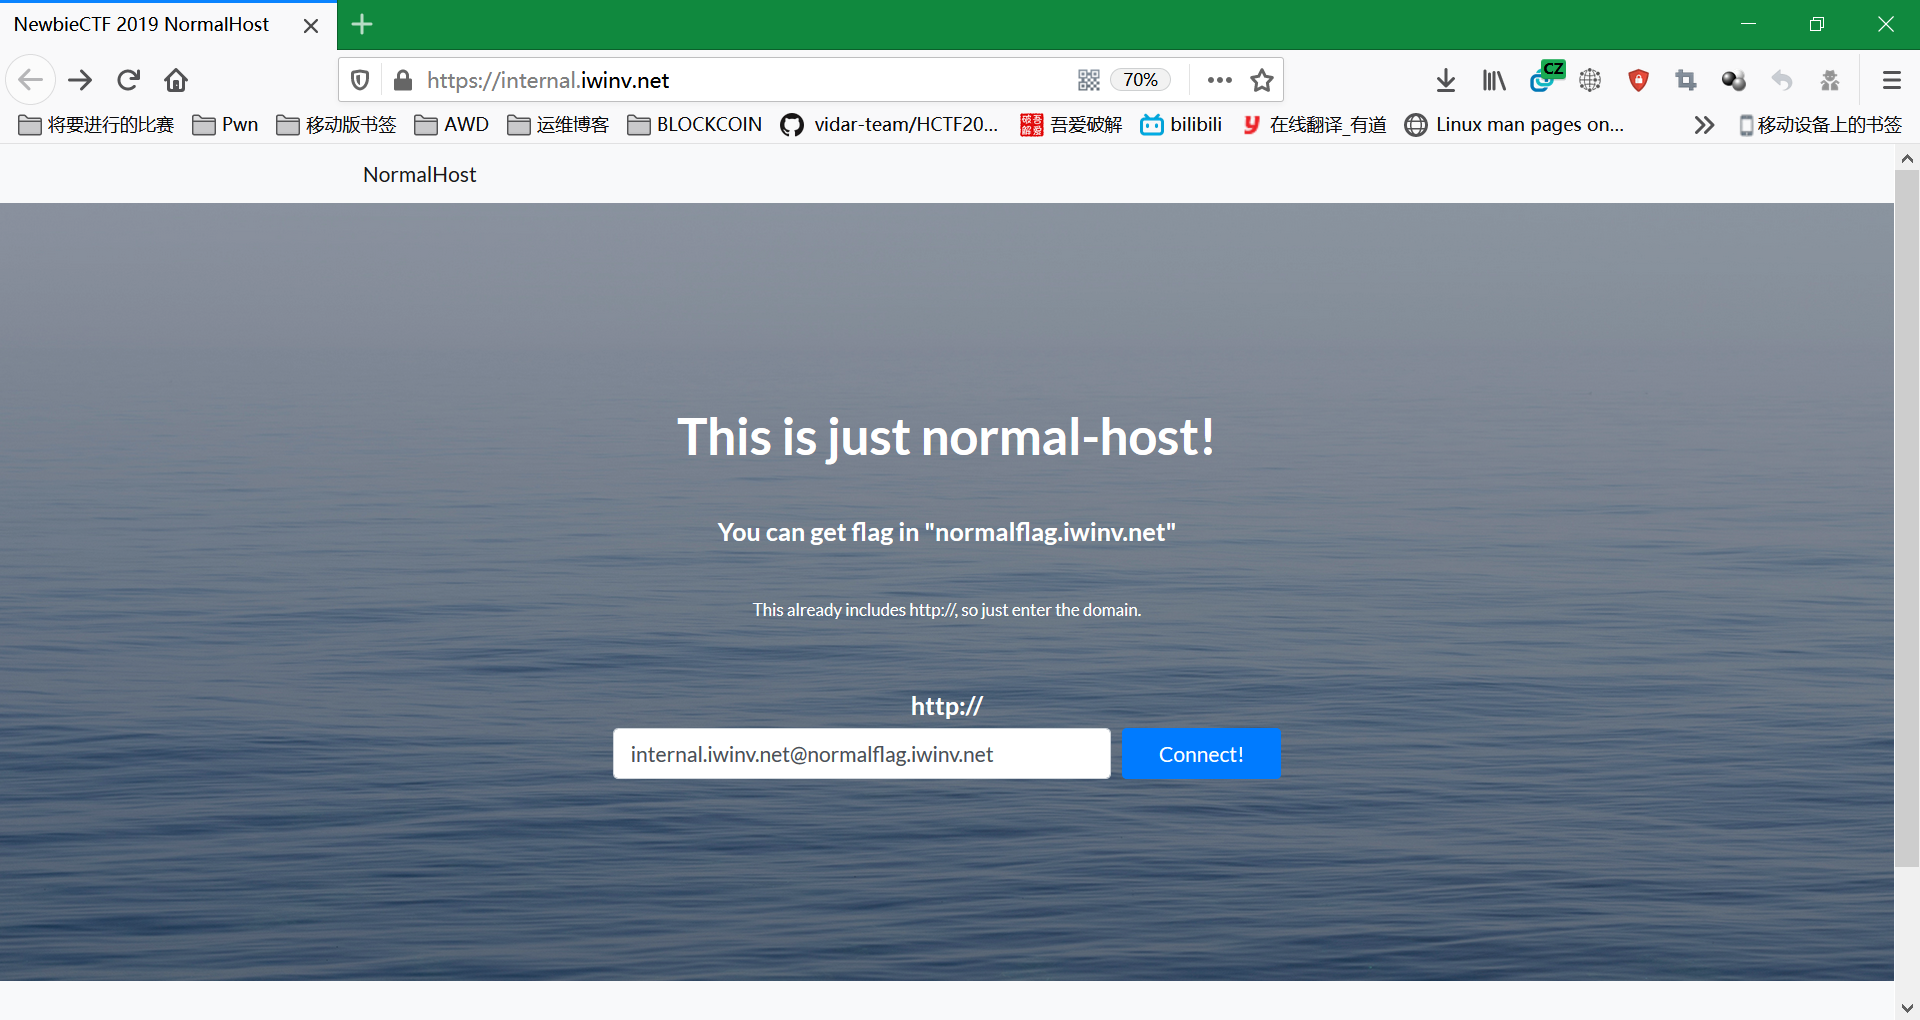 NewbieCTF 2019 NormalHost
https://internal.iwinv.net
70%
CZ
将要进行的比赛 Pwn 移动版书签 AWD 运维博客 BLOCKCOIN vidar-team/HCTF20... 吾爱破解 bilibili 在线翻译_有道 Linux man pages on... 移动设备上的书签
NormalHost
This is just normal-host!
You can get flag in "normalflag.iwinv.net"
This already includes http://, so just enter the domain.
http://
internal.iwinv.net@normalflag.iwinv.net Connect!